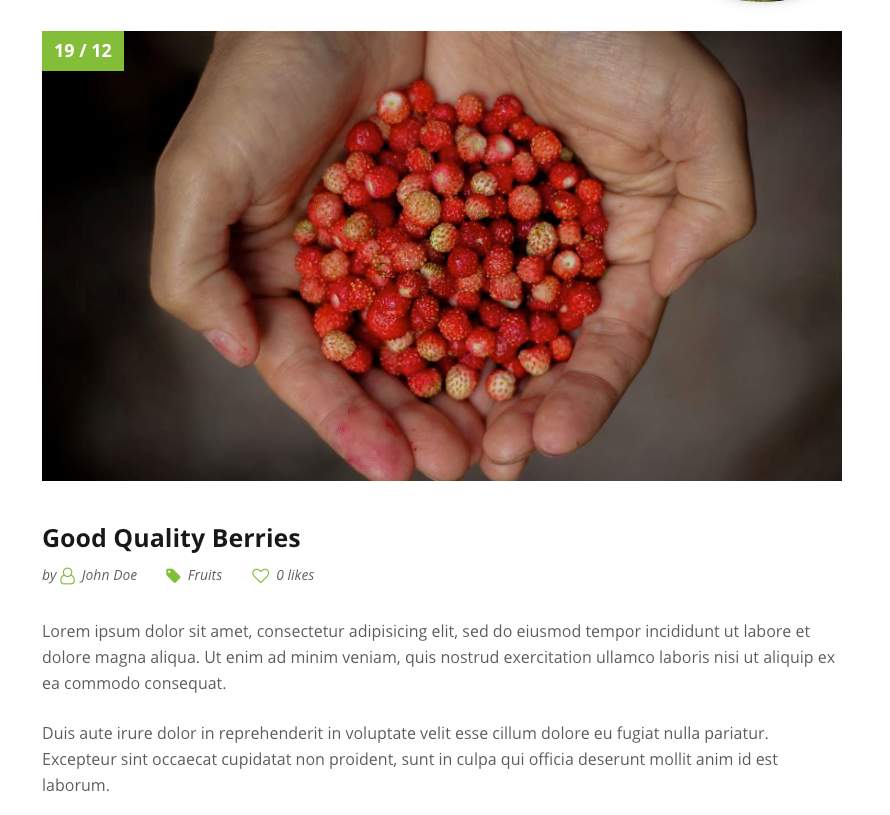 19 / 12
Good Quality Berries
by John Doe Fruits 0 likes
Lorem ipsum dolor sit amet, consectetur adipisicing elit, sed do eiusmod tempor incididunt ut labore et
dolore magna aliqua. Ut enim ad minim veniam, quis nostrud exercitation ullamco laboris nisi ut aliquip ex
ea commodo consequat.
Duis aute irure dolor in reprehenderit in voluptate velit esse cillum dolore eu fugiat nulla pariatur.
Excepteur sint occaecat cupidatat non proident, sunt in culpa qui officia deserunt mollit anim id est
laborum.